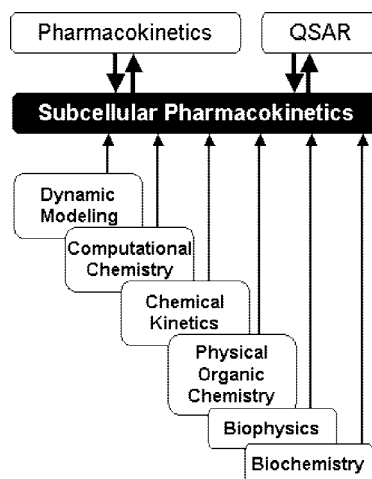 Pharmacokinetics
QSAR
Subcellular Pharmacokinetics
Dynamic
Modeling
Computational
Chemistry
Chemical
Kinetics
Physical
Organic
Chemistry
Biophysics
Biochemistry